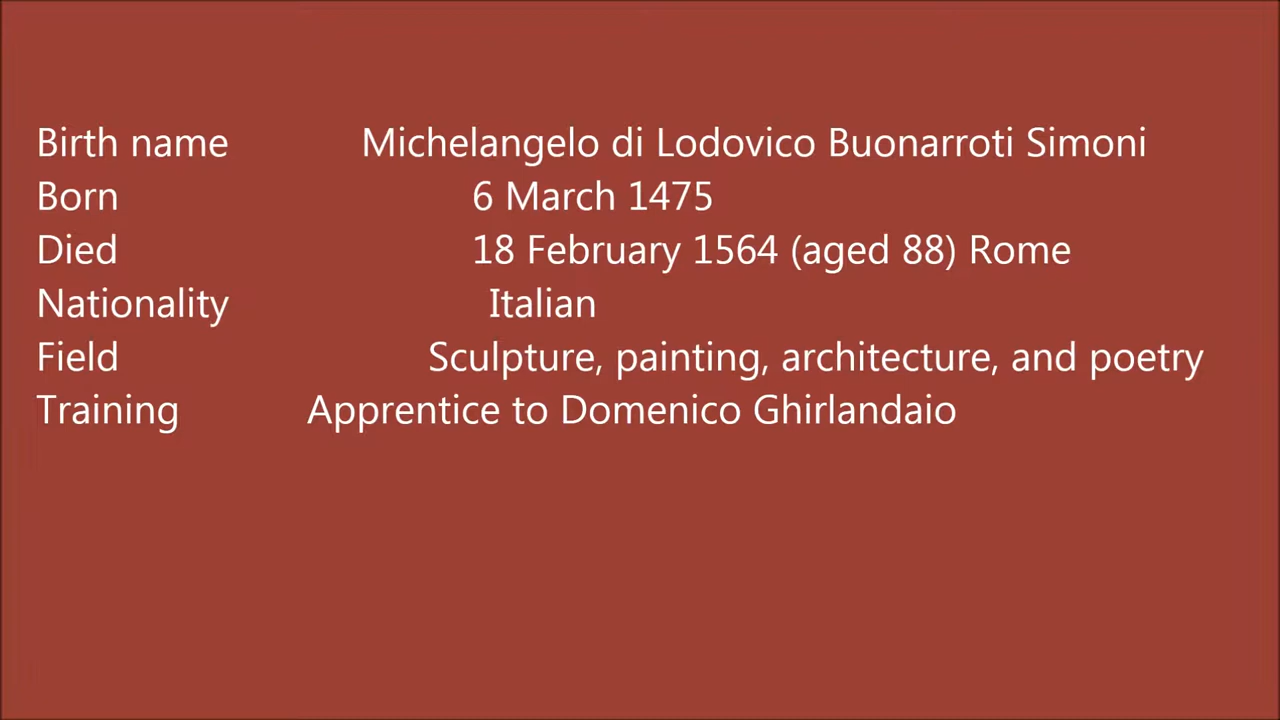 Birth name Michelangelo di Lodovico Buonarroti Simoni
Born 6 March 1475
Died 18 February 1564 (aged 88) Rome
Nationality Italian
Field Sculpture, painting, architecture, and poetry
Training Apprentice to Domenico Ghirlandaio